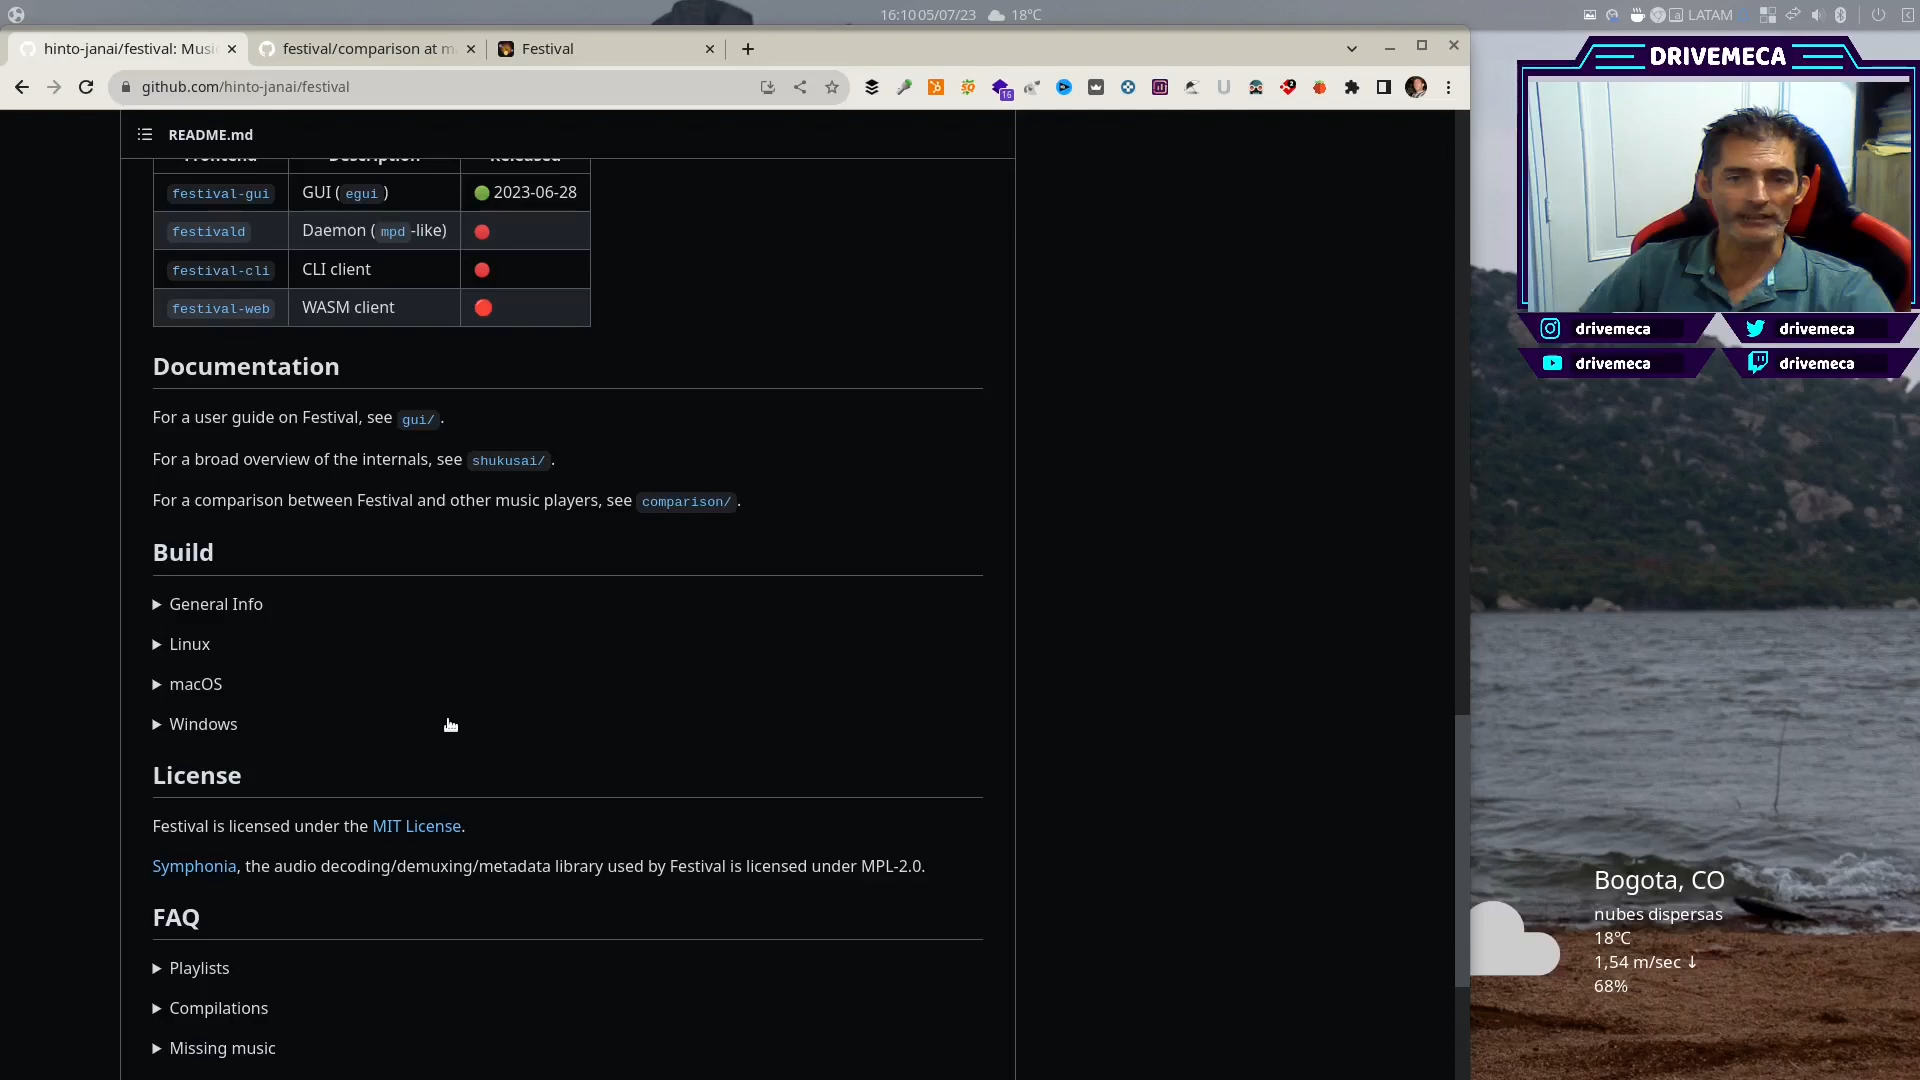 16:10 05/07/23 18°C
LATAM
hinto-janai/festival: Musi
festival/comparison at m
Festival
github.com/hinto-janai/festival
16
README.md
Frontend Description Released
festival-gui GUI (egui) 2023-06-28
festivald Daemon (mpd-like)
festival-cli CLI client
festival-web WASM client
Documentation
For a user guide on Festival, see gui/.
For a broad overview of the internals, see shukusai/.
For a comparison between Festival and other music players, see comparison/.
Build
General Info
Linux
macOS
Windows
License
Festival is licensed under the MIT License.
Symphonia, the audio decoding/demuxing/metadata library used by Festival is licensed under MPL-2.0.
FAQ
Playlists
Compilations
Missing music
DRIVEMECA
drivemeca
drivemeca
drivemeca
drivemeca
Bogota, CO
nubes dispersas
18°C
1,54 m/sec ↓
68%